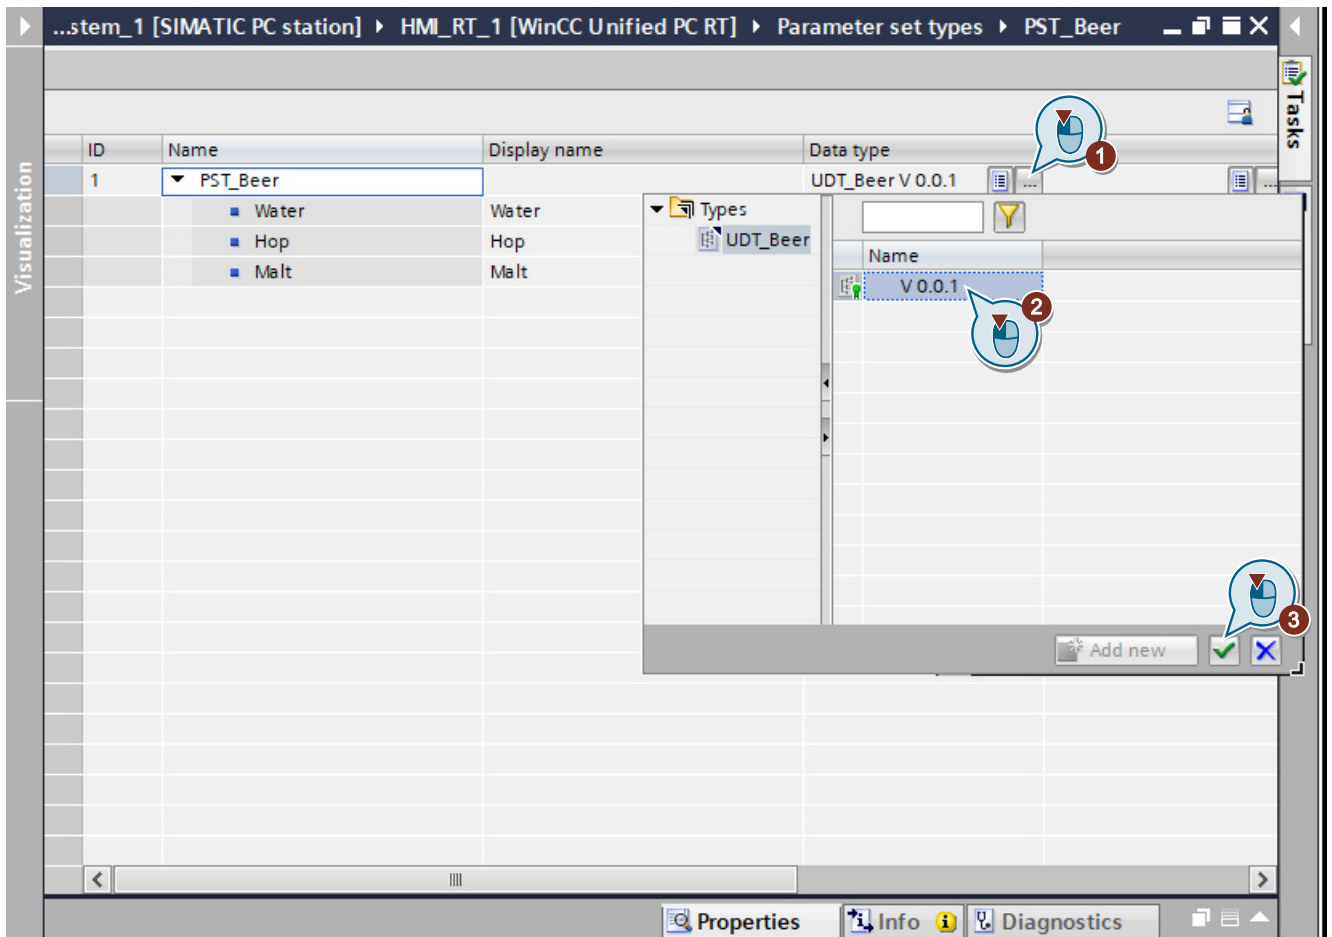 ...stem_1 [SIMATIC PC station] ▸ HMI_RT_1 [WinCC Unified PC RT] ▸ Parameter set types ▸ PST_Beer
Tasks
Visualization
ID Name Display name Data type
1 PST_Beer UDT_Beer V 0.0.1 ... ...
1
Water Water
Hop Hop
Malt Malt
Types
UDT_Beer
Name
V 0.0.1
2
3
Add new
Properties Info Diagnostics